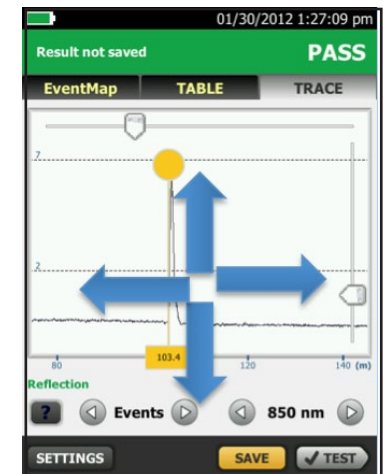 01/30/2012 1:27:09 pm
Result not saved PASS
EventMap TABLE TRACE
7
2
80 103.4 120 140 (m)
Reflection
? Events 850 nm
SETTINGS SAVE TEST